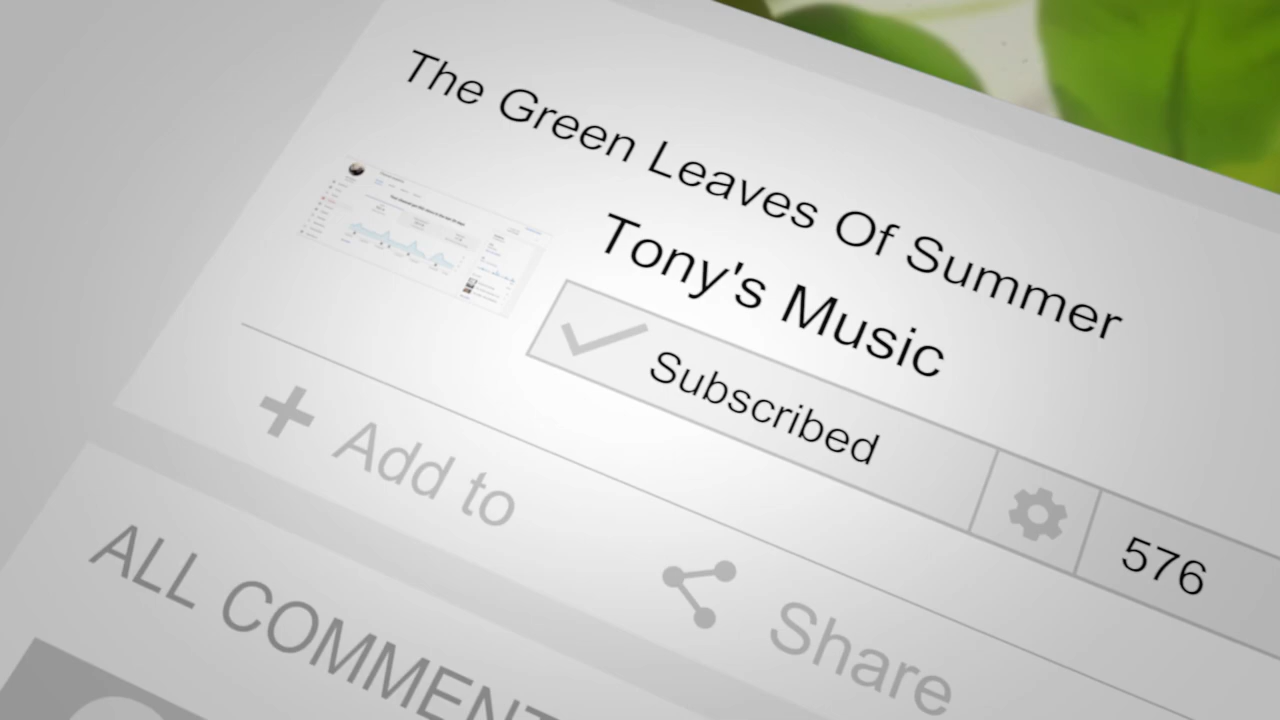 The Green Leaves Of Summer
Tony's Music
Subscribed
576
Add to
Share
ALL COMMENT